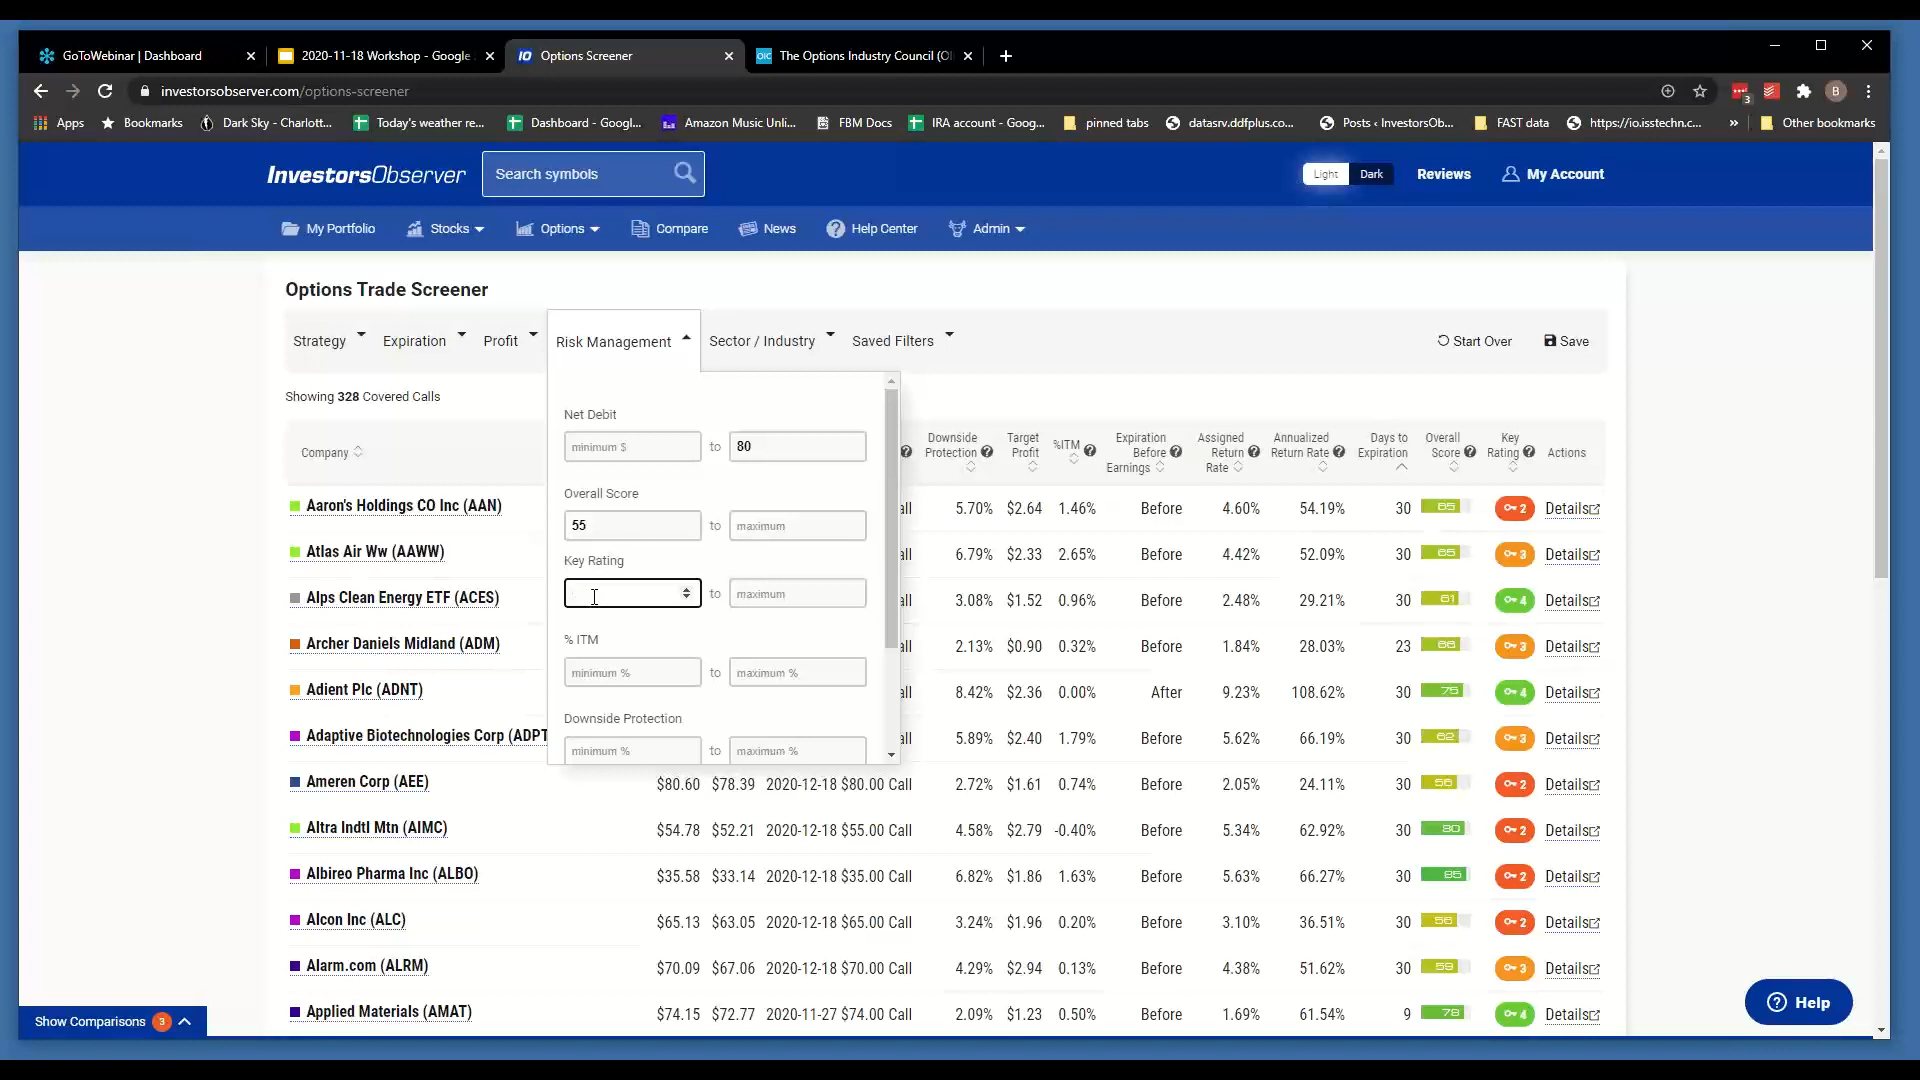 GoToWebinar | Dashboard
2020-11-18 Workshop - Google
IO Options Screener
OIC The Options Industry Council (OI
investorsobserver.com/options-screener
3
B
Apps
Bookmarks
Dark Sky - Charlott...
Today's weather re...
Dashboard - Googl...
Amazon Music Unli...
FBM Docs
IRA account - Goog...
pinned tabs
datasrv.ddfplus.co...
Posts ‹ InvestorsOb...
FAST data
https://io.isstechn.c...
»
Other bookmarks
InvestorsObserver
Search symbols
Light Dark
Reviews
My Account
My Portfolio
Stocks
Options
Compare
News
Help Center
Admin
Options Trade Screener
Strategy
Expiration
Profit
Risk Management
Sector / Industry
Saved Filters
Start Over
Save
Showing 328 Covered Calls
Net Debit
minimum $ to 80
Overall Score
55 to maximum
Key Rating
to maximum
% ITM
minimum % to maximum %
Downside Protection
minimum % to maximum %
Company
Downside Protection
Target Profit
%ITM
Expiration Before Earnings
Assigned Return Rate
Annualized Return Rate
Days to Expiration
Overall Score
Key Rating
Actions
Aaron's Holdings CO Inc (AAN) all 5.70% $2.64 1.46% Before 4.60% 54.19% 30 65 2 Details
Atlas Air Ww (AAWW) all 6.79% $2.33 2.65% Before 4.42% 52.09% 30 65 3 Details
Alps Clean Energy ETF (ACES) all 3.08% $1.52 0.96% Before 2.48% 29.21% 30 61 4 Details
Archer Daniels Midland (ADM) all 2.13% $0.90 0.32% Before 1.84% 28.03% 23 66 3 Details
Adient Plc (ADNT) all 8.42% $2.36 0.00% After 9.23% 108.62% 30 75 4 Details
Adaptive Biotechnologies Corp (ADPT all 5.89% $2.40 1.79% Before 5.62% 66.19% 30 62 3 Details
Ameren Corp (AEE) $80.60 $78.39 2020-12-18 $80.00 Call 2.72% $1.61 0.74% Before 2.05% 24.11% 30 56 2 Details
Altra Indtl Mtn (AIMC) $54.78 $52.21 2020-12-18 $55.00 Call 4.58% $2.79 -0.40% Before 5.34% 62.92% 30 80 2 Details
Albireo Pharma Inc (ALBO) $35.58 $33.14 2020-12-18 $35.00 Call 6.82% $1.86 1.63% Before 5.63% 66.27% 30 85 2 Details
Alcon Inc (ALC) $65.13 $63.05 2020-12-18 $65.00 Call 3.24% $1.96 0.20% Before 3.10% 36.51% 30 56 2 Details
Alarm.com (ALRM) $70.09 $67.06 2020-12-18 $70.00 Call 4.29% $2.94 0.13% Before 4.38% 51.62% 30 59 3 Details
Applied Materials (AMAT) $74.15 $72.77 2020-11-27 $74.00 Call 2.09% $1.23 0.50% Before 1.69% 61.54% 9 78 4 Details
Show Comparisons 3
Help